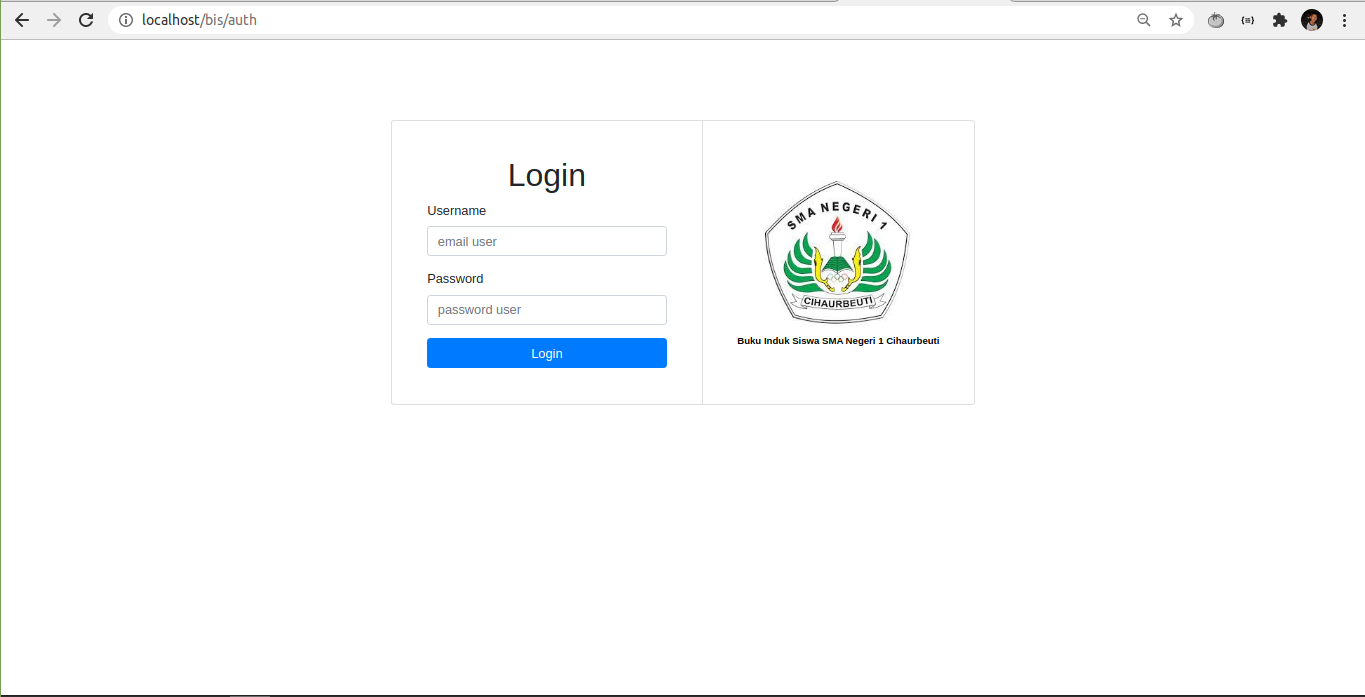 localhost/bis/auth
Login
Username
email user
Password
password user
Login
SMA NEGERI 1
CIHAURBEUTI
Buku Induk Siswa SMA Negeri 1 Cihaurbeuti